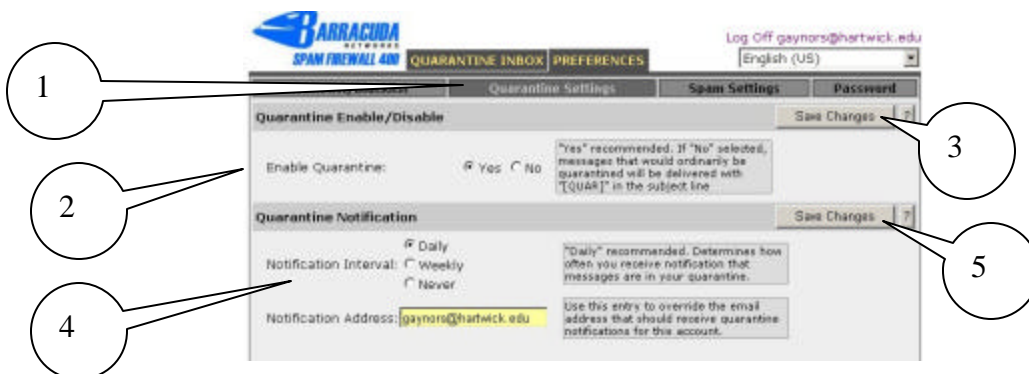 BARRACUDA
NETWORKS
SPAM FIREWALL 400
QUARANTINE INBOX PREFERENCES
Log Off gaynors@hartwick.edu
English (US)
1
Quarantine Settings Spam Settings Password
Quarantine Enable/Disable Save Changes ?
3
2
Enable Quarantine: Yes No
"Yes" recommended. If "No" selected,
messages that would ordinarily be
quarantined will be delivered with
"[QUAR]" in the subject line
Quarantine Notification Save Changes ?
5
4
Notification Interval: Daily
Weekly
Never
"Daily" recommended. Determines how
often you receive notification that
messages are in your quarantine.
Notification Address: gaynors@hartwick.edu
Use this entry to override the email
address that should receive quarantine
notifications for this account.